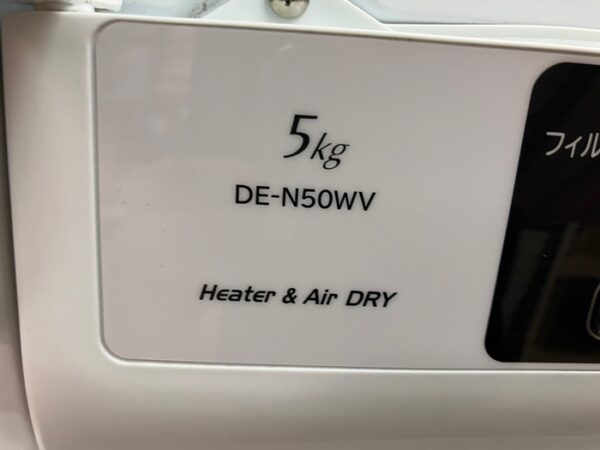 5kg
DE-N50WV
Heater & Air DRY
フィル